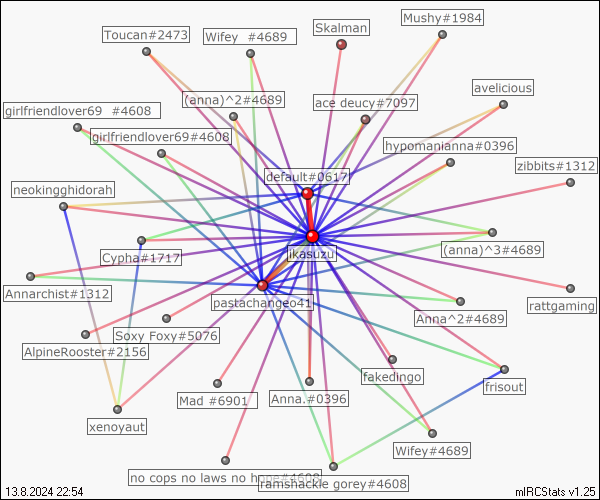 Mushy#1984
Skalman
Toucan#2473
Wifey #4689
avelicious
(anna)^2#4689
ace deucy#7097
girlfriendlover69 #4608
girlfriendlover69#4608
hypomanianna#0396
zibbits#1312
default#0617
neokingghidorah
(anna)^3#4689
jkasuzu
Cypha#1717
Annarchist#1312
pastachangeo41
rattgaming
Anna^2#4689
Soxy Foxy#5076
AlpineRooster#2156
fakedingo
frisout
Mad #6901
Anna.#0396
xenoyaut
Wifey#4689
no cops no laws no hope#4608
ramshackle gorey#4608
13.8.2024 22:54
mIRCStats v1.25